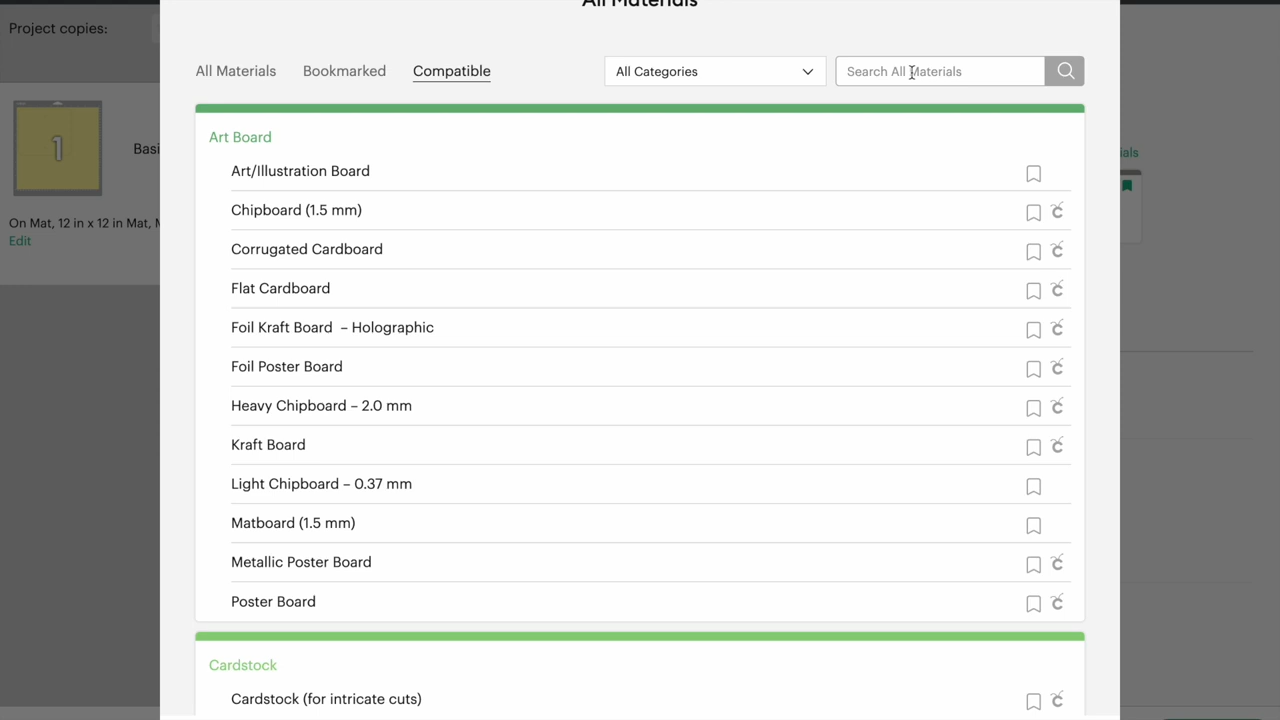 All Materials
Project copies:
All Materials Bookmarked Compatible All Categories Search All Materials
Art Board
Art/Illustration Board
Chipboard (1.5 mm)
Corrugated Cardboard
Flat Cardboard
Foil Kraft Board – Holographic
Foil Poster Board
Heavy Chipboard – 2.0 mm
Kraft Board
Light Chipboard – 0.37 mm
Matboard (1.5 mm)
Metallic Poster Board
Poster Board
Cardstock
Cardstock (for intricate cuts)
1
Basi
On Mat, 12 in x 12 in Mat, M
Edit
ials